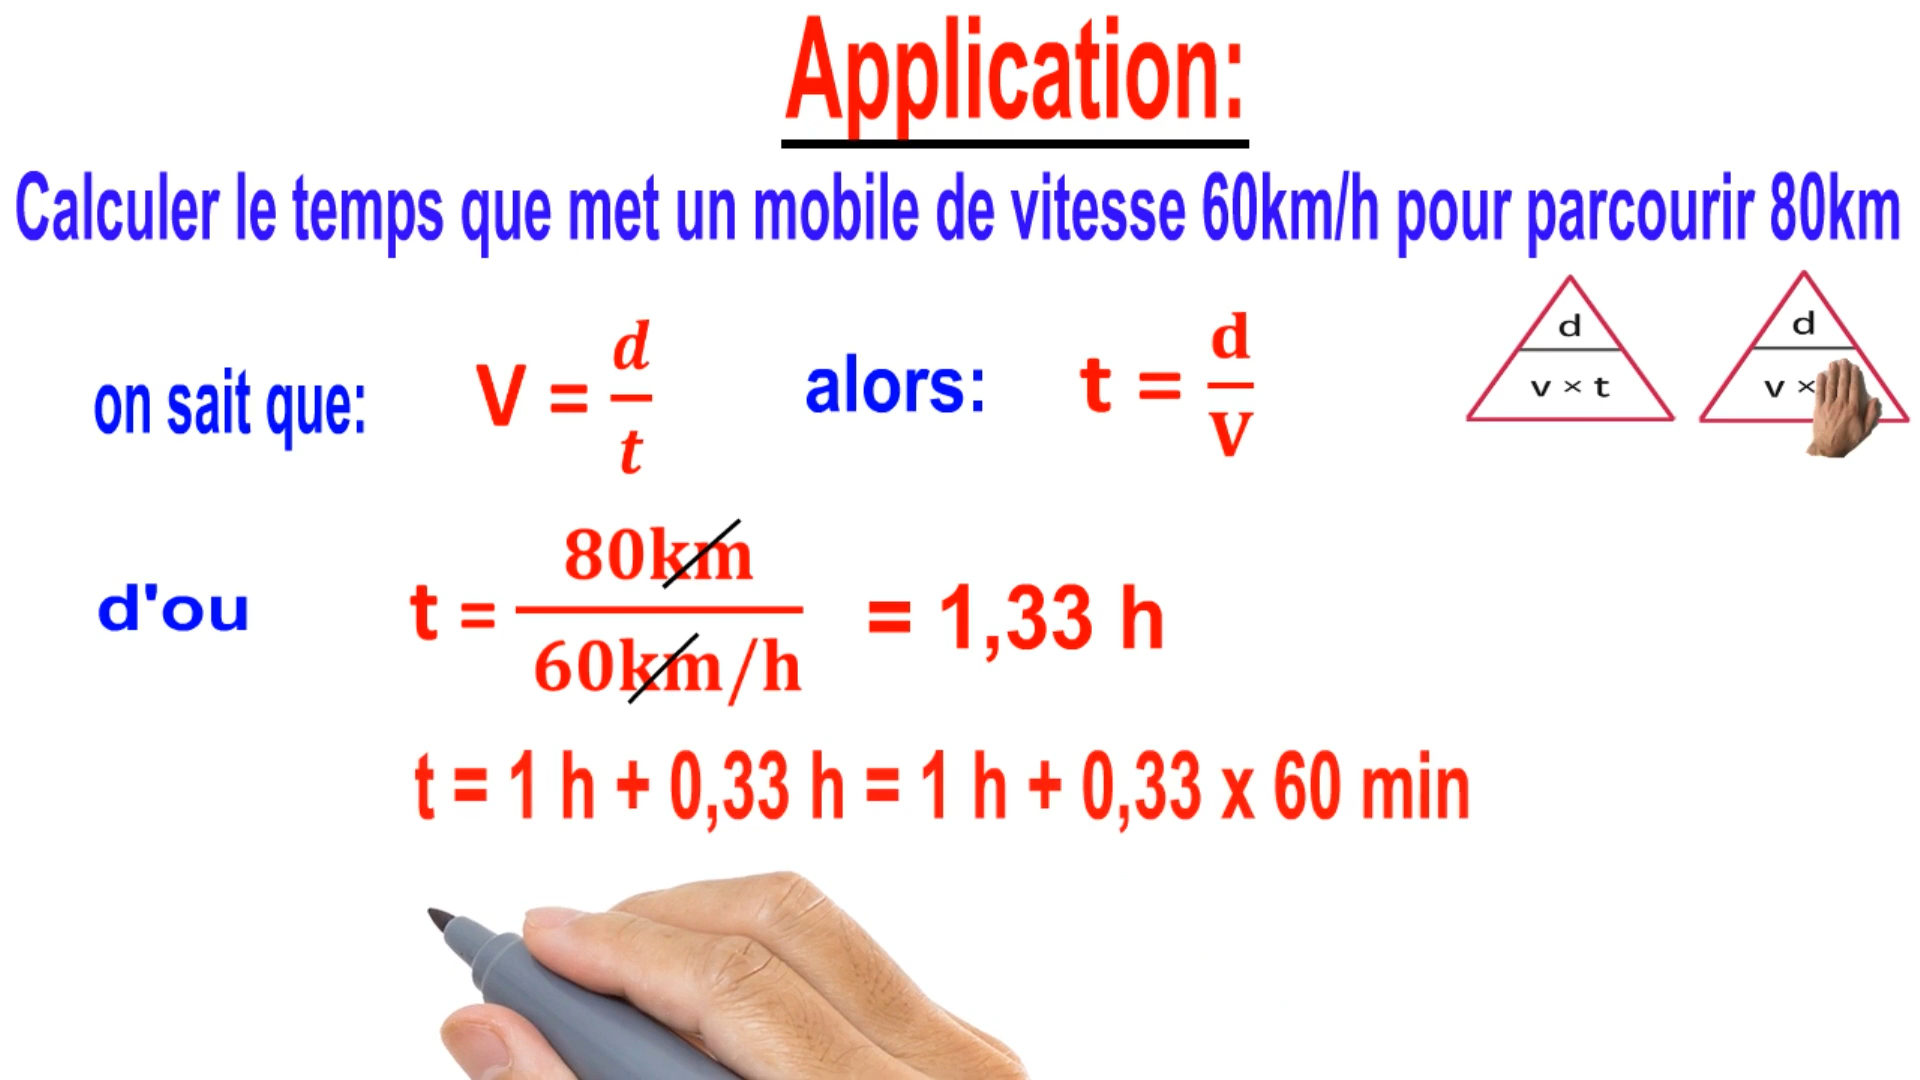 Application:
Calculer le temps que met un mobile de vitesse 60km/h pour parcourir 80km
on sait que: V = d/t alors: t = d/V
d
v × t
d
v ×
d'ou t = 80km / 60km/h = 1,33 h
t = 1 h + 0,33 h = 1 h + 0,33 x 60 min